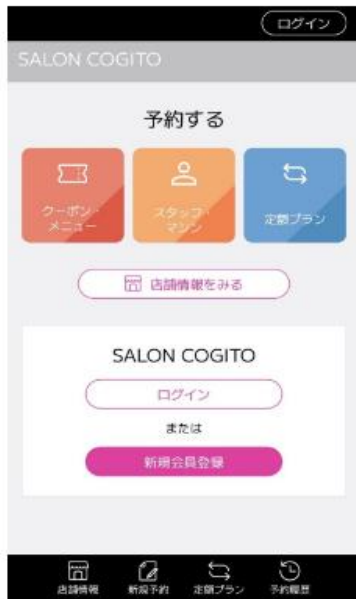 ログイン
SALON COGITO
予約する
クーポン・
メニュー
スタッフ・
マシン
定額プラン
店舗情報をみる
SALON COGITO
ログイン
または
新規会員登録
店舗情報
新規予約
定額プラン
予約履歴